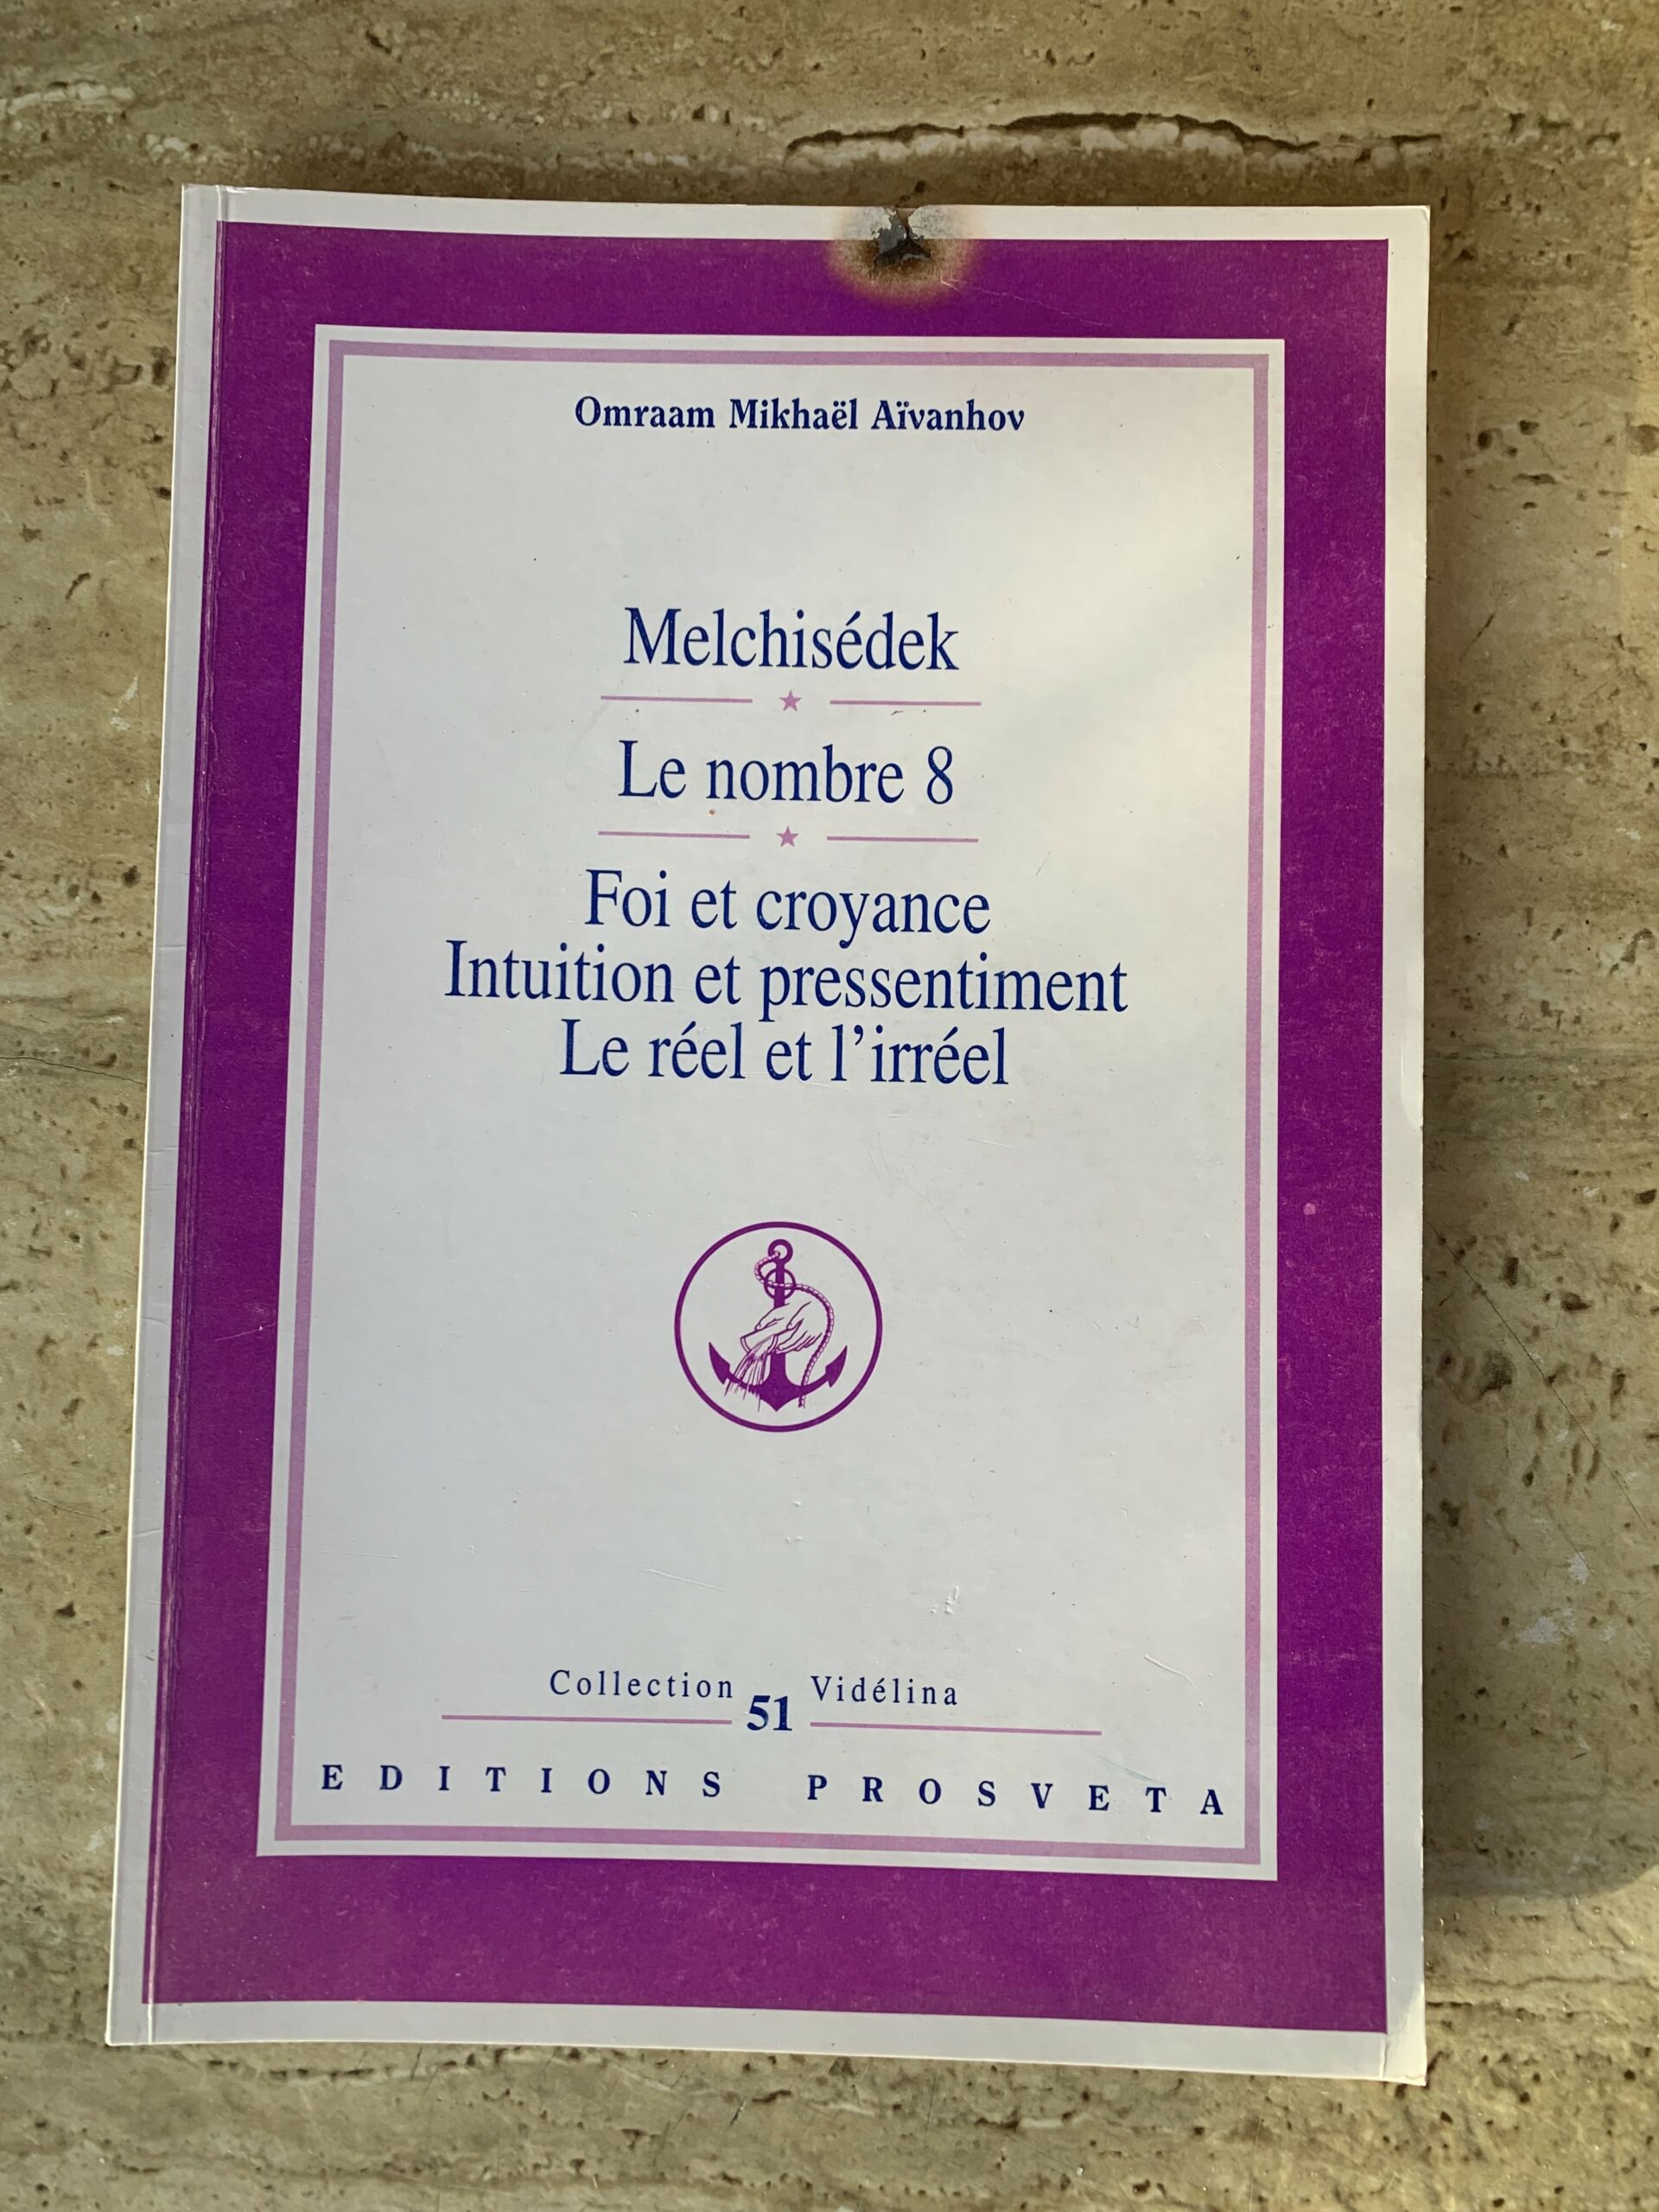 Omraam Mikhaël Aïvanhov
Melchisédek
Le nombre 8
Foi et croyance
Intuition et pressentiment
Le réel et l'irréel
Collection 51 Vidélina
EDITIONS PROSVETA